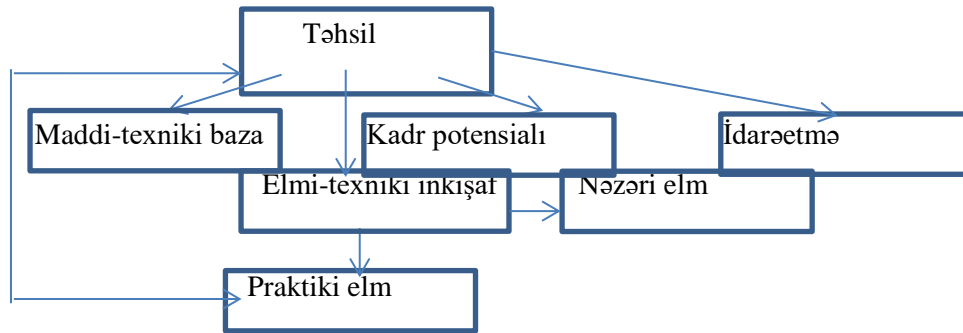 Təhsil
Maddi-texniki baza
Kadr potensialı
İdarəetmə
Elmi-texniki inkişaf
Nəzəri elm
Praktiki elm